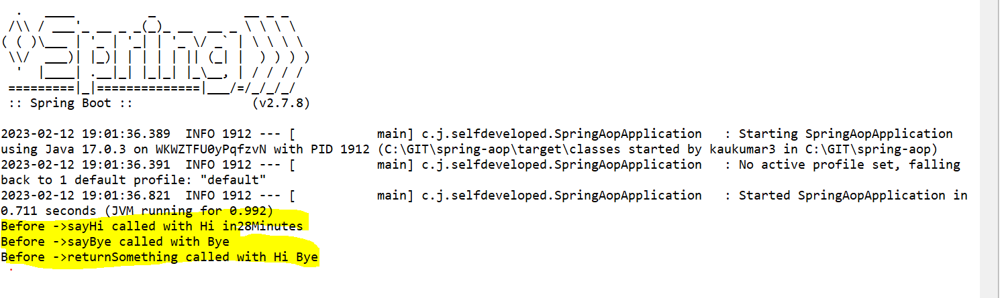 .   ____          _            __ _ _
 /\\ / ___'_ __ _ _(_)_ __  __ _ \ \ \ \
( ( )\___ | '_ | '_| | '_ \/ _` | \ \ \ \
 \\/  ___)| |_)| | | | | || (_| |  ) ) ) )
  '  |____| .__|_| |_|_| |_\__, | / / / /
 =========|_|==============|___/=/_/_/_/
 :: Spring Boot ::                (v2.7.8)
2023-02-12 19:01:36.389  INFO 1912 --- [           main] c.j.selfdeveloped.SpringAopApplication   : Starting SpringAopApplication
using Java 17.0.3 on WKWZTFU0yPqfzvN with PID 1912 (C:\GIT\spring-aop\target\classes started by kaukumar3 in C:\GIT\spring-aop)
2023-02-12 19:01:36.391  INFO 1912 --- [           main] c.j.selfdeveloped.SpringAopApplication   : No active profile set, falling
back to 1 default profile: "default"
2023-02-12 19:01:36.821  INFO 1912 --- [           main] c.j.selfdeveloped.SpringAopApplication   : Started SpringAopApplication in
0.711 seconds (JVM running for 0.992)
Before ->sayHi called with Hi in28Minutes
Before ->sayBye called with Bye
Before ->returnSomething called with Hi Bye